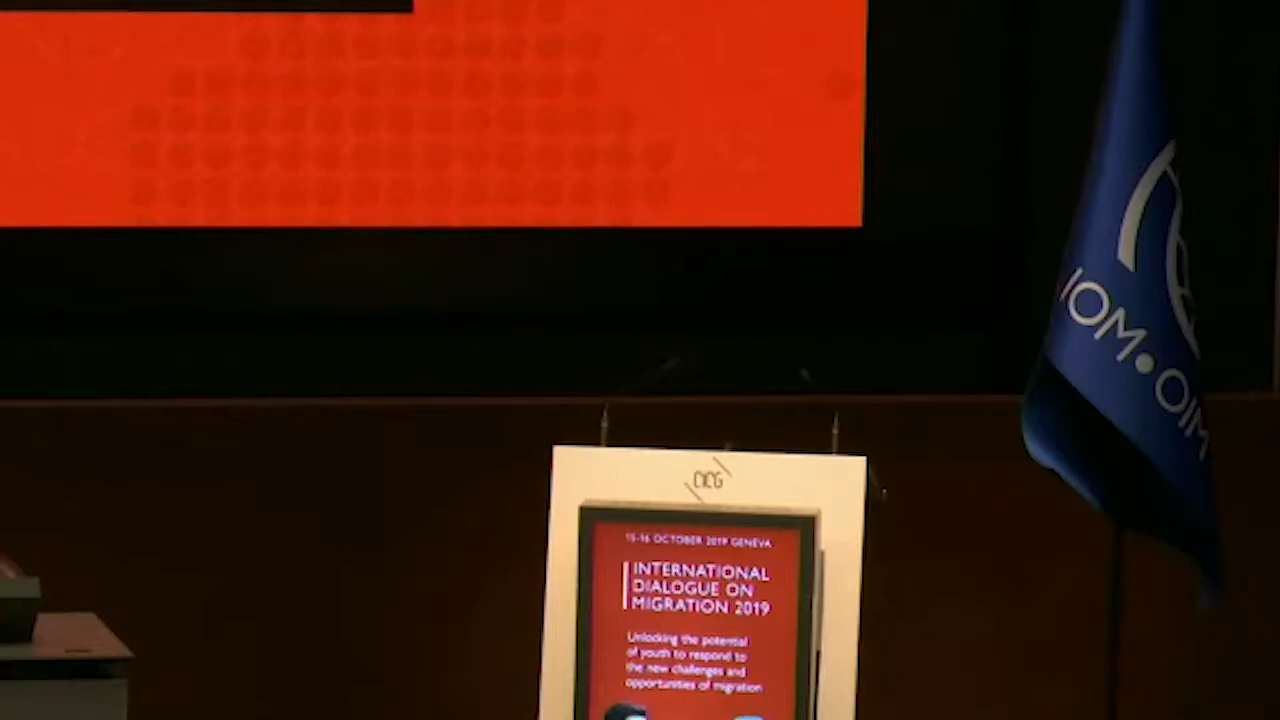 IOM•OIM
CICG
15-16 OCTOBER 2019 GENEVA
INTERNATIONAL
DIALOGUE ON
MIGRATION 2019
Unlocking the potential
of youth to respond to
the new challenges and
opportunities of migration